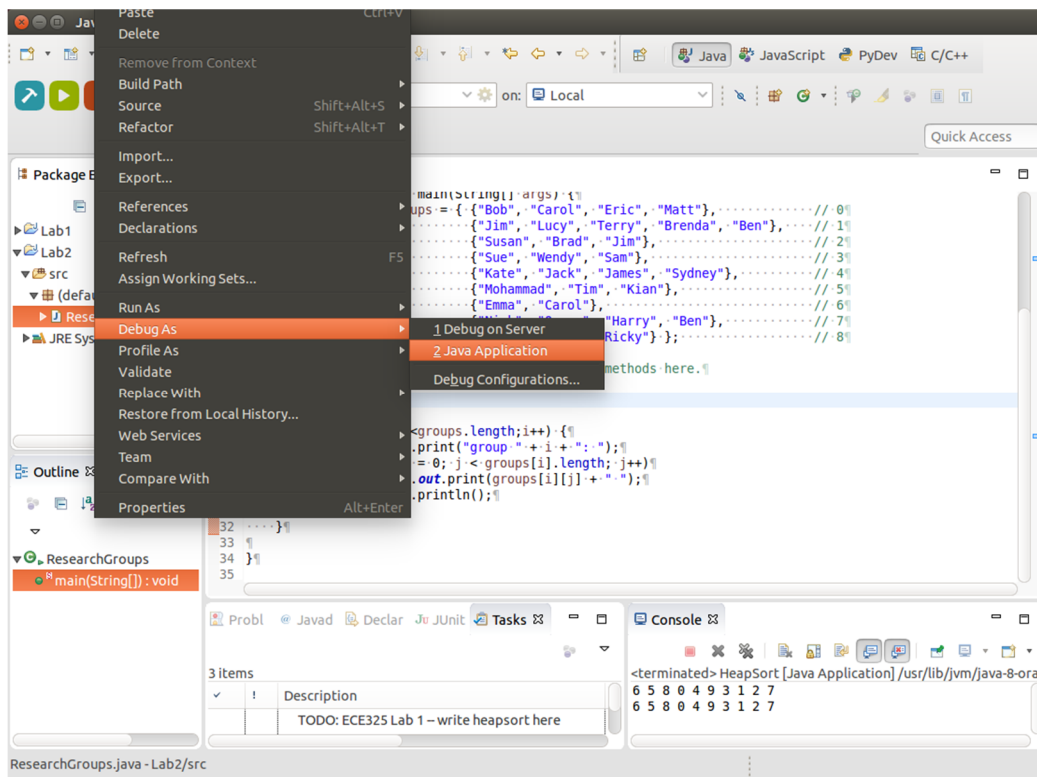 Jav
Java
JavaScript
PyDev
C/C++
on:
Local
Quick Access
Paste Ctrl+V
Delete
Remove from Context
Build Path
Source Shift+Alt+S
Refactor Shift+Alt+T
Import...
Export...
References
Declarations
Refresh F5
Assign Working Sets...
Run As
Debug As
Profile As
Validate
Replace With
Restore from Local History...
Web Services
Team
Compare With
Properties Alt+Enter
1 Debug on Server
2 Java Application
Debug Configurations...
Package E
Lab1
Lab2
src
(defau
Rese
JRE Sys
Outline
ResearchGroups
main(String[]) : void
main(String[] args) {
ups = { {"Bob", "Carol", "Eric", "Matt"}, // 0
{"Jim", "Lucy", "Terry", "Brenda", "Ben"}, // 1
{"Susan", "Brad", "Jim"}, // 2
{"Sue", "Wendy", "Sam"}, // 3
{"Kate", "Jack", "James", "Sydney"}, // 4
{"Mohammad", "Tim", "Kian"}, // 5
{"Emma", "Carol"}, // 6
"Harry", "Ben"}, // 7
Ricky"} }; // 8
methods here.
<groups.length;i++) {
.print("group " + i + ": ");
= 0; j < groups[i].length; j++)
.out.print(groups[i][j] + " ");
.println();
32 }
33
34 }
35
Probl
Javad
Declar
JUnit
Tasks
3 items
! Description
TODO: ECE325 Lab 1 – write heapsort here
Console
<terminated> HeapSort [Java Application] /usr/lib/jvm/java-8-ora
6 5 8 0 4 9 3 1 2 7
6 5 8 0 4 9 3 1 2 7
ResearchGroups.java - Lab2/src